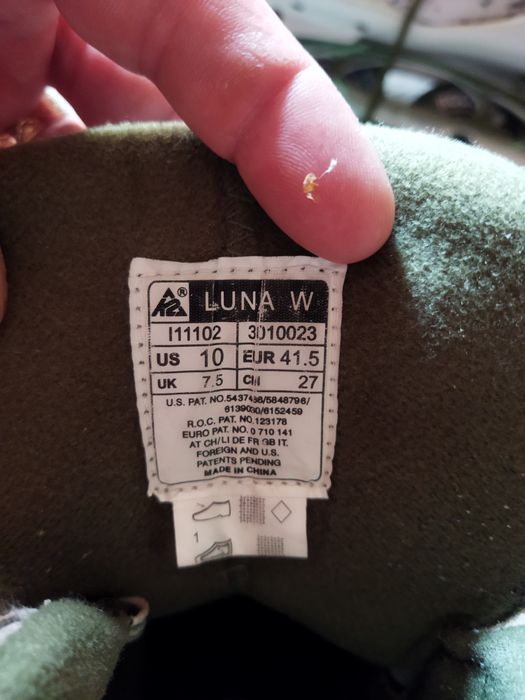 K2® LUNA W
I11102 3010023
US 10 EUR 41.5
UK 7.5 CM 27
U.S. PAT. NO.5437466/5848796/
6139030/6152459
R.O.C. PAT. NO.123178
EURO PAT. NO. 0 710 141
AT CH/LI DE FR GB IT.
FOREIGN AND U.S.
PATENTS PENDING
MADE IN CHINA
1